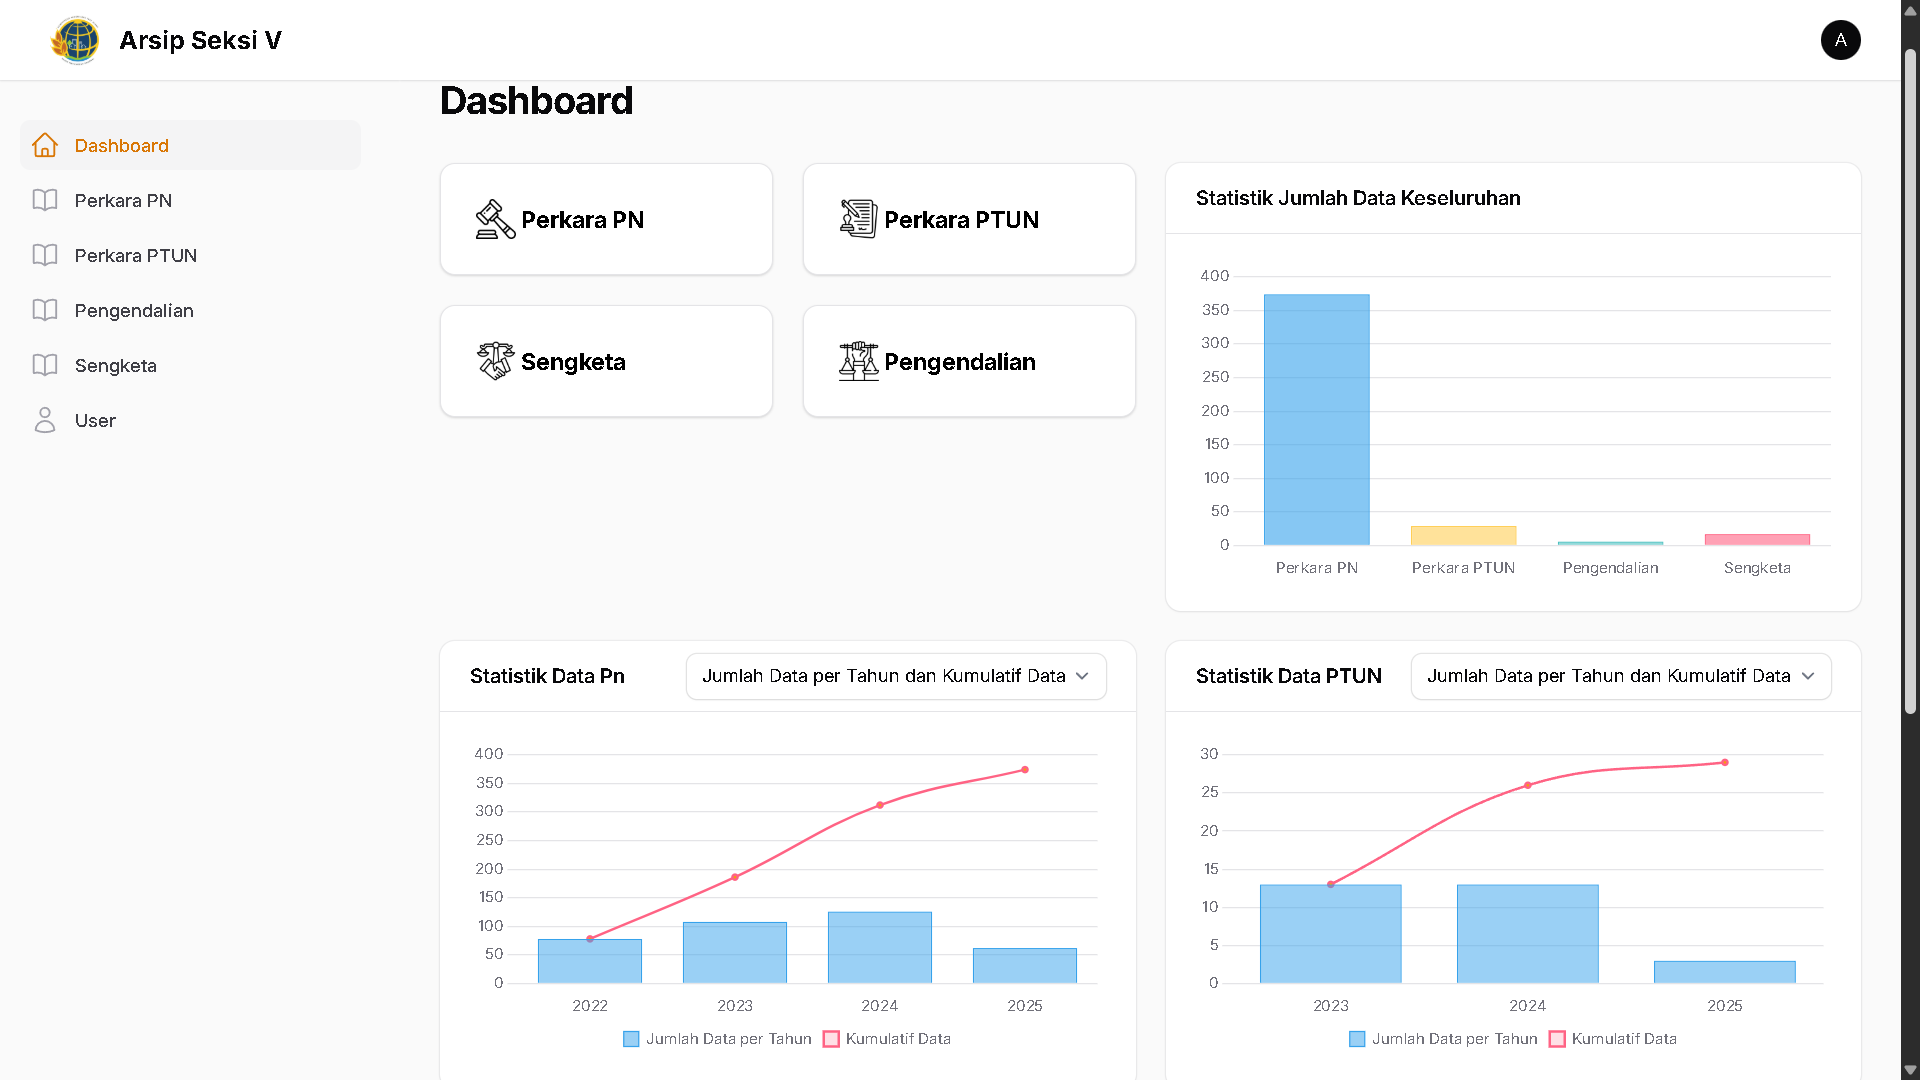 Arsip Seksi V
A
Dashboard
Perkara PN
Perkara PTUN
Pengendalian
Sengketa
User
Dashboard
Perkara PN
Perkara PTUN
Sengketa
Pengendalian
Statistik Jumlah Data Keseluruhan
400
350
300
250
200
150
100
50
0
Perkara PN Perkara PTUN Pengendalian Sengketa
Statistik Data Pn
Jumlah Data per Tahun dan Kumulatif Data
400
350
300
250
200
150
100
50
0
2022 2023 2024 2025
Jumlah Data per Tahun Kumulatif Data
Statistik Data PTUN
Jumlah Data per Tahun dan Kumulatif Data
30
25
20
15
10
5
0
2023 2024 2025
Jumlah Data per Tahun Kumulatif Data